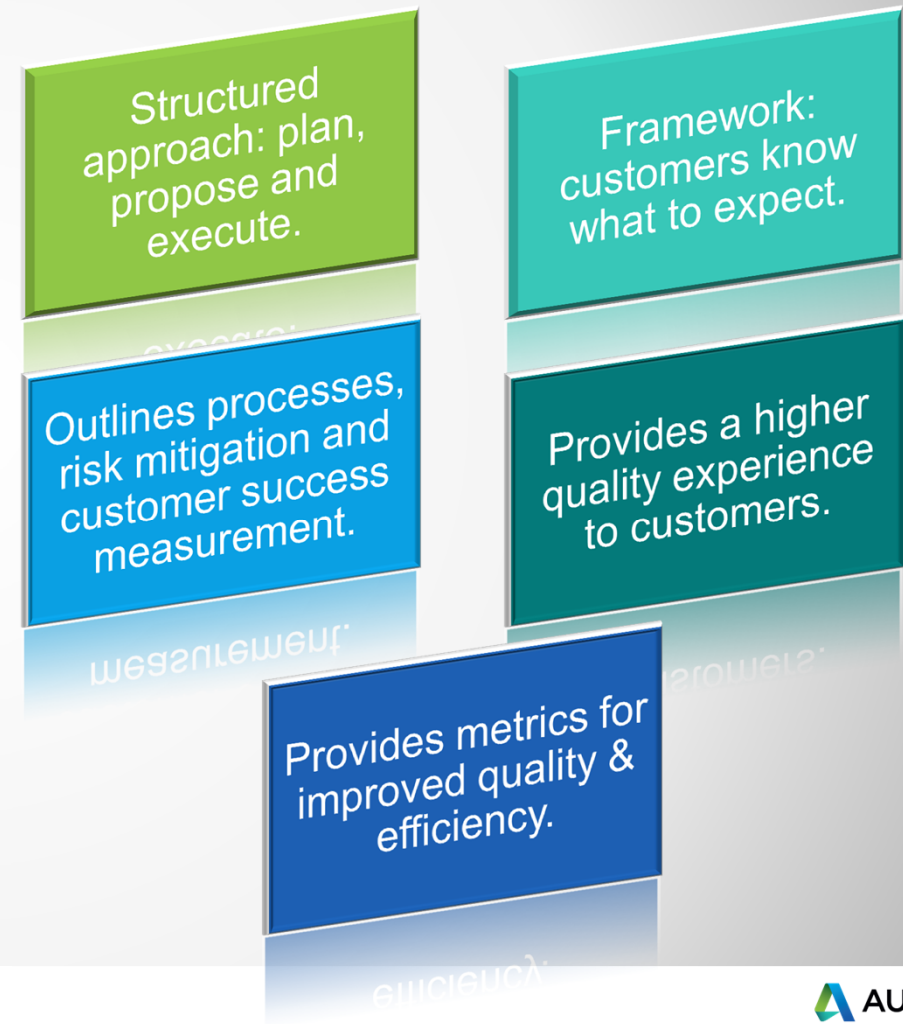 Structured
approach: plan,
propose and
execute.
Framework:
customers know
what to expect.
Outlines processes,
risk mitigation and
customer success
measurement.
Provides a higher
quality experience
to customers.
Provides metrics for
improved quality &
efficiency.
AU